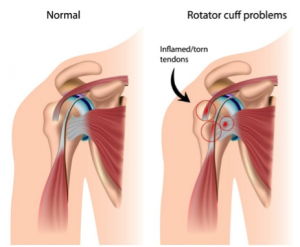 Normal
Rotator cuff problems
Inflamed/torn
tendons